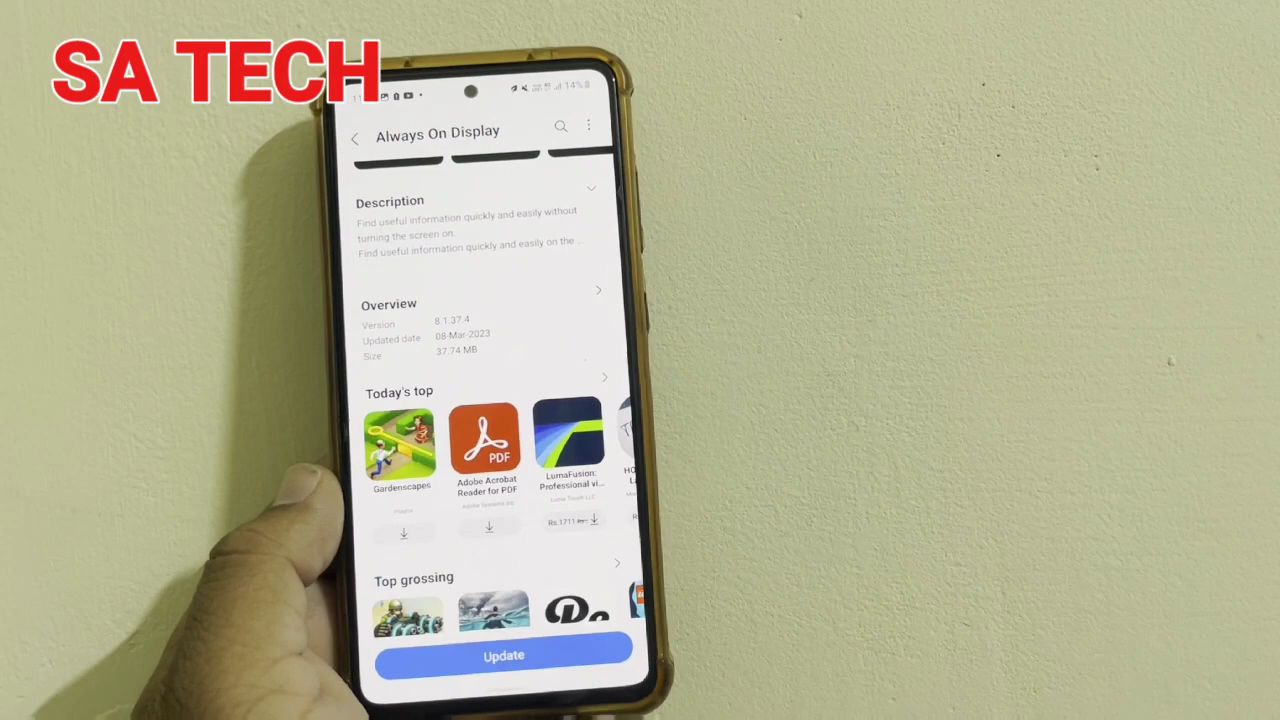 SA TECH
14%
Always On Display
Description
Find useful information quickly and easily without
turning the screen on.
Find useful information quickly and easily on the ...
Overview
Version 8.1.37.4
Updated date 08-Mar-2023
Size 37.74 MB
Today's top
Gardenscapes
Playrix
PDF
Adobe Acrobat
Reader for PDF
Adobe Systems Inc
LumaFusion:
Professional vi...
Luma Touch LLC
Rs.1711
Top grossing
Update